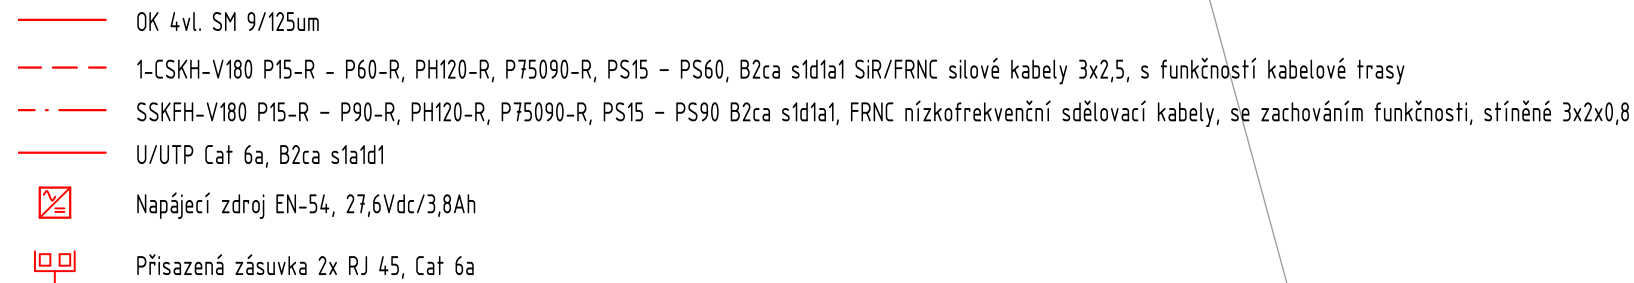 OK 4vl. SM 9/125um
1-CSKH-V180 P15-R - P60-R, PH120-R, P75090-R, PS15 - PS60, B2ca s1d1a1 SiR/FRNC silové kabely 3x2,5, s funkčností kabelové trasy
SSKFH-V180 P15-R - P90-R, PH120-R, P75090-R, PS15 - PS90 B2ca s1d1a1, FRNC nízkofrekvenční sdělovací kabely, se zachováním funkčnosti, stíněné 3x2x0,8
U/UTP Cat 6a, B2ca s1a1d1
Napájecí zdroj EN-54, 27,6Vdc/3,8Ah
Přisazená zásuvka 2x RJ 45, Cat 6a